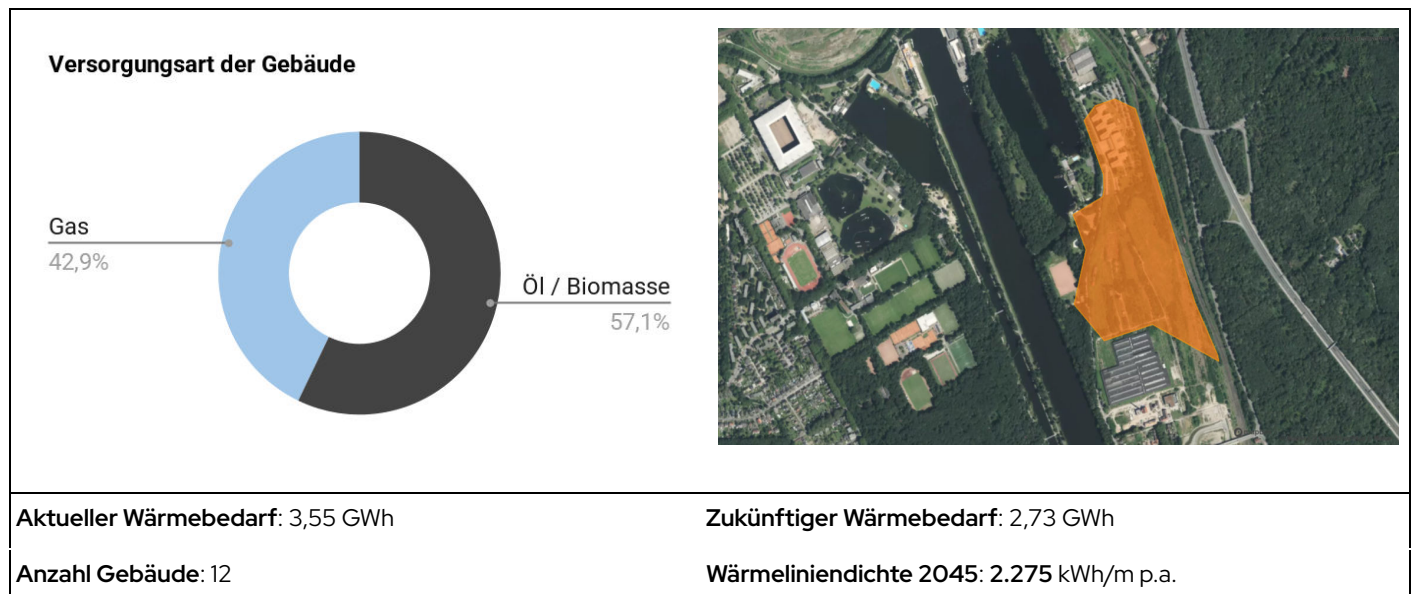 Versorgungsart der Gebäude
Gas
42,9%
Öl / Biomasse
57,1%
Aktueller Wärmebedarf: 3,55 GWh
Zukünftiger Wärmebedarf: 2,73 GWh
Anzahl Gebäude: 12
Wärmeliniendichte 2045: 2.275 kWh/m p.a.